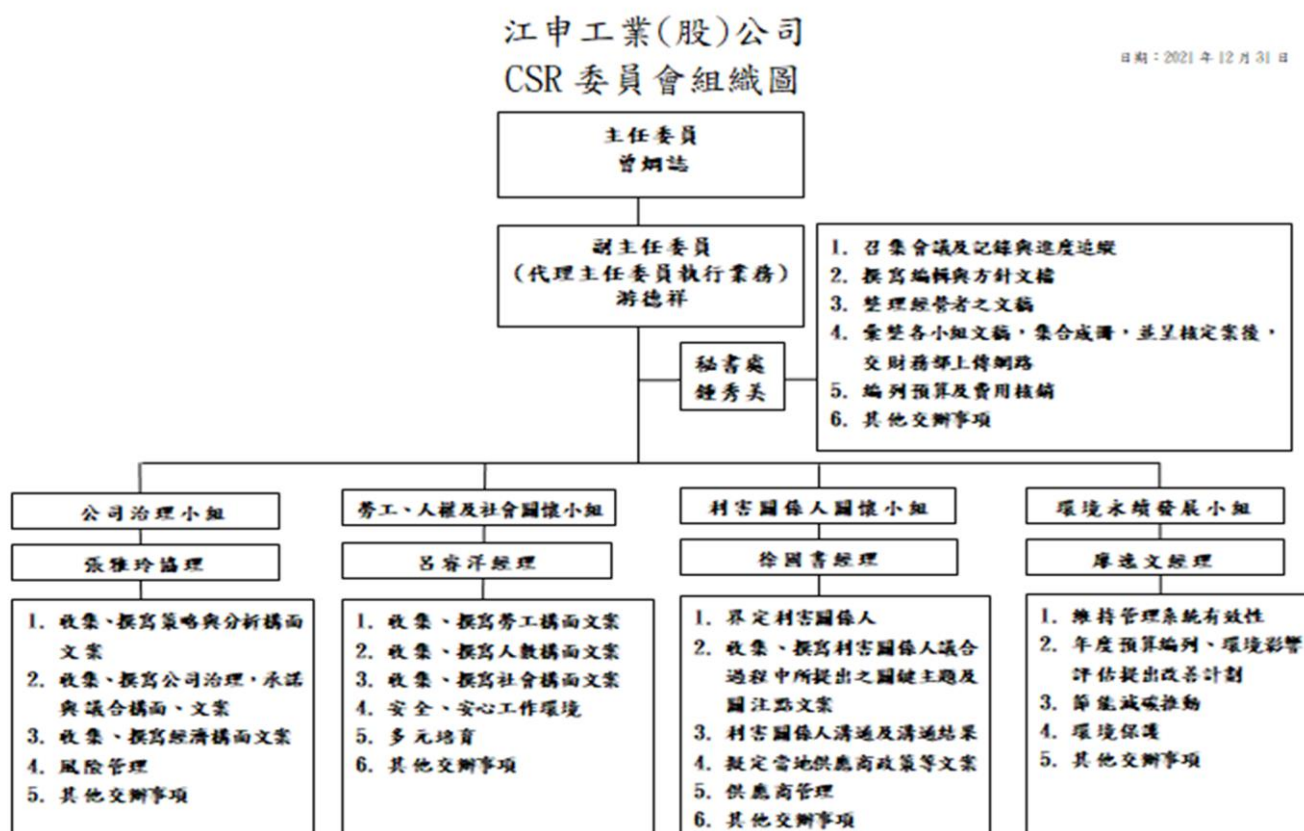 江申工業(股)公司
CSR 委員會組織圖
日期：2021 年 12 月 31 日
主任委員
曾炯誌
副主任委員
(代理主任委員執行業務)
游德祥
1. 召集會議及記錄與進度追蹤
2. 撰寫編輯與方針文檔
3. 整理經營者之文稿
4. 彙整各小組文稿，集合成冊，並呈核定案後，
交財務部上傳網路
5. 編列預算及費用核銷
6. 其他交辦事項
秘書處
鍾秀美
公司治理小組
張雅玲協理
1. 收集、撰寫策略與分析構面
文案
2. 收集、撰寫公司治理，承諾
與議合構面、文案
3. 收集、撰寫經濟構面文案
4. 風險管理
5. 其他交辦事項
勞工、人權及社會關懷小組
呂睿洋經理
1. 收集、撰寫勞工構面文案
2. 收集、撰寫人數構面文案
3. 收集、撰寫社會構面文案
4. 安全、安心工作環境
5. 多元培育
6. 其他交辦事項
利害關係人關懷小組
徐國書經理
1. 界定利害關係人
2. 收集、撰寫利害關係人議合
過程中所提出之關鍵主題及
關注點文案
3. 利害關係人溝通及溝通結果
4. 擬定當地供應商政策等文案
5. 供應商管理
6. 其他交辦事項
環境永續發展小組
廖逸文經理
1. 維持管理系統有效性
2. 年度預算編列、環境影響
評估提出改善計劃
3. 節能減碳推動
4. 環境保護
5. 其他交辦事項